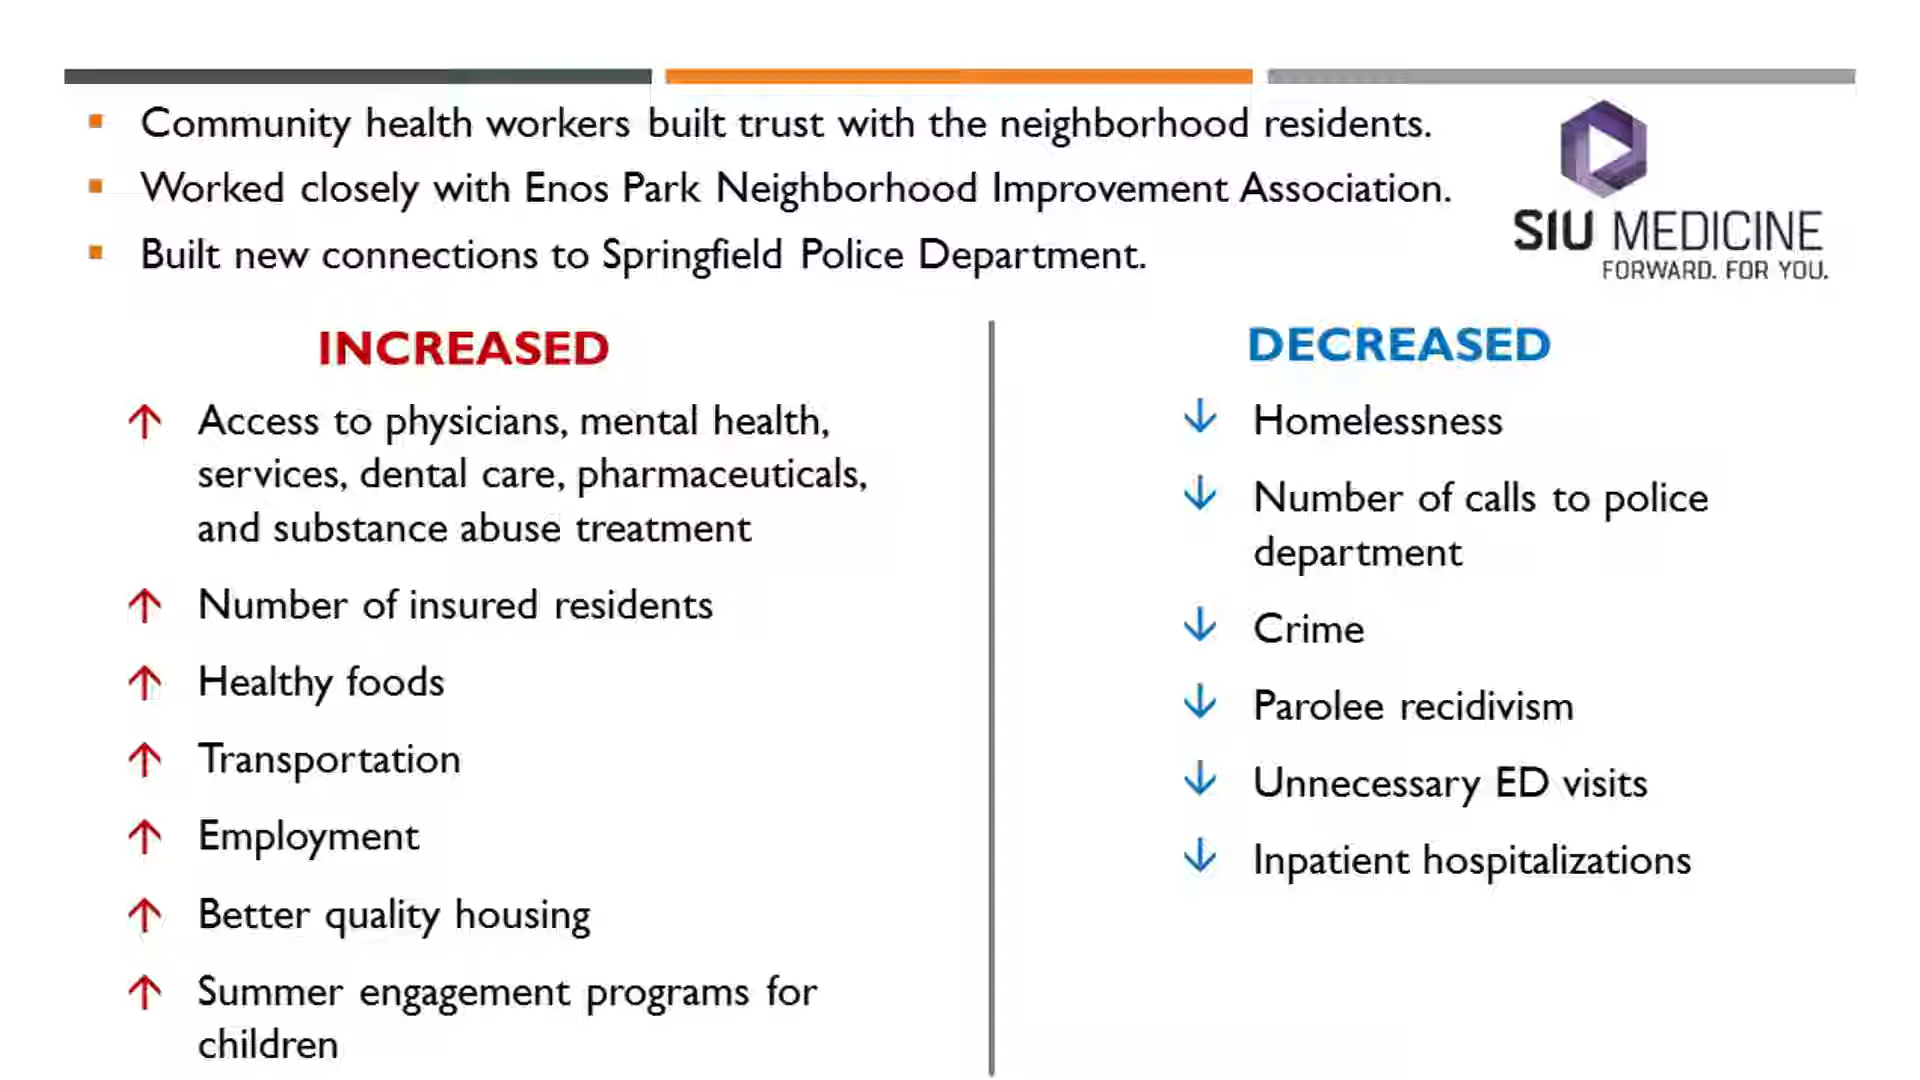 Community health workers built trust with the neighborhood residents.
Worked closely with Enos Park Neighborhood Improvement Association.
Built new connections to Springfield Police Department.
SIU MEDICINE
FORWARD. FOR YOU.
INCREASED
Access to physicians, mental health,
services, dental care, pharmaceuticals,
and substance abuse treatment
Number of insured residents
Healthy foods
Transportation
Employment
Better quality housing
Summer engagement programs for
children
DECREASED
Homelessness
Number of calls to police
department
Crime
Parolee recidivism
Unnecessary ED visits
Inpatient hospitalizations